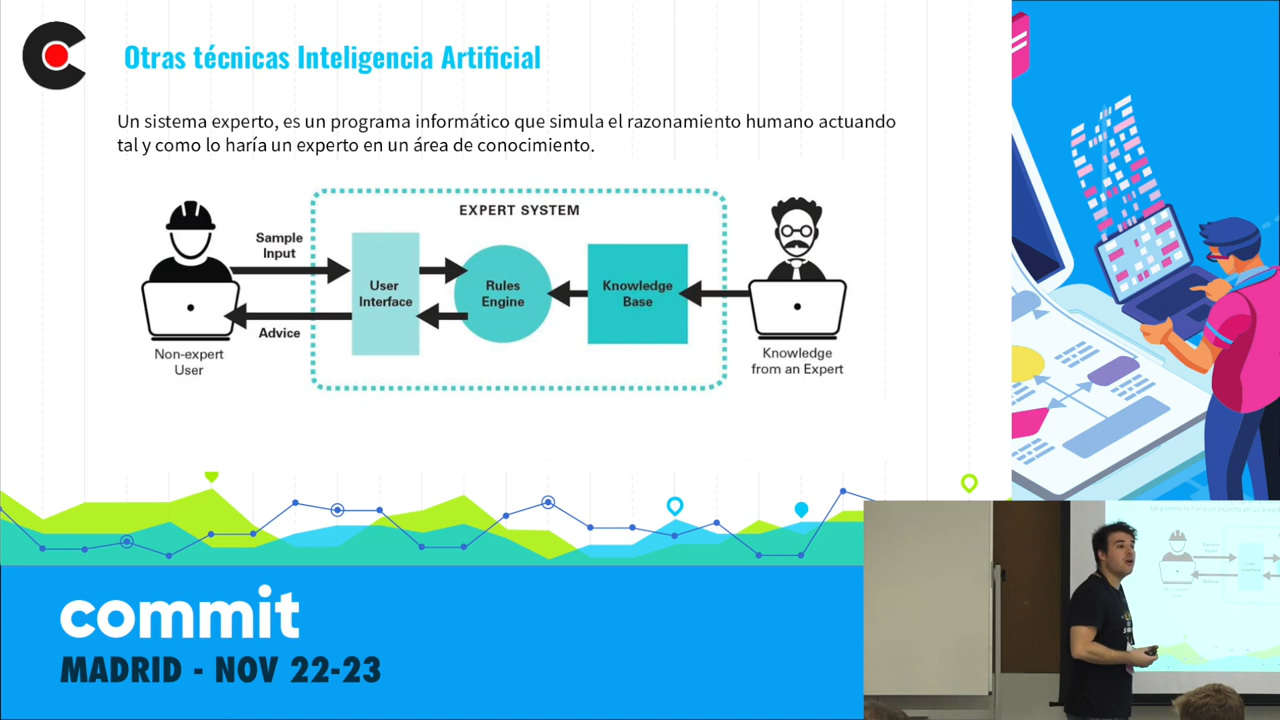 Otras técnicas Inteligencia Artificial
Un sistema experto, es un programa informático que simula el razonamiento humano actuando
tal y como lo haría un experto en un área de conocimiento.
EXPERT SYSTEM
Sample
Input
User
Interface
Rules
Engine
Knowledge
Base
Advice
Non-expert
User
Knowledge
from an Expert
commit
MADRID - NOV 22-23